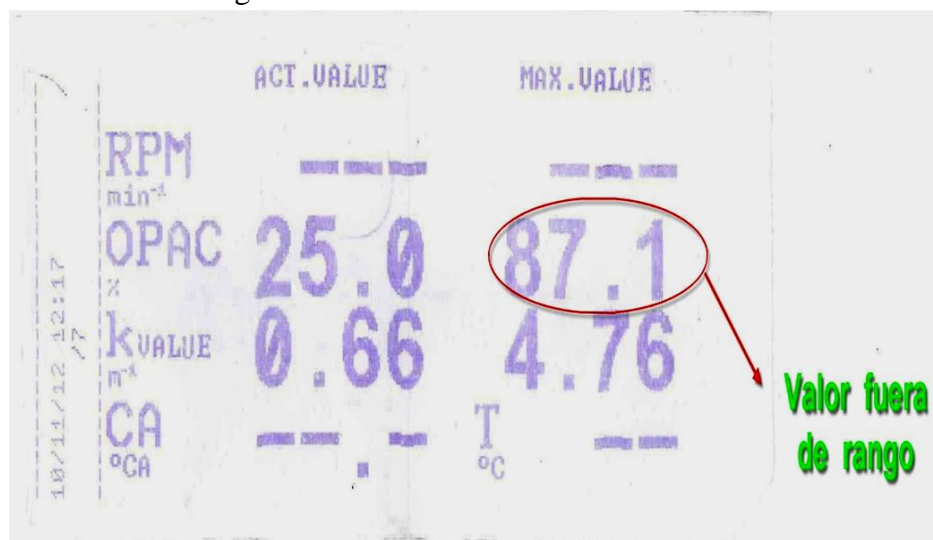 ACT.VALUE MAX.VALUE
RPM --- ---
min⁻¹
OPAC 25.0 87.1
%
kVALUE 0.66 4.76
m⁻¹
CA --.- T --
°CA °C
10/11/12 12:17
Valor fuera
de rango